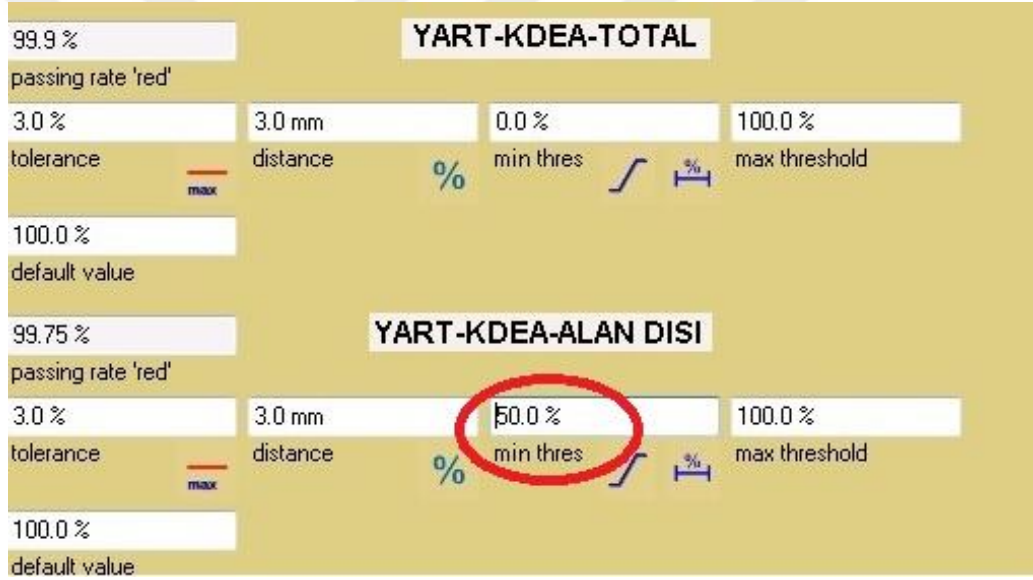 99.9 %
YART-KDEA-TOTAL
passing rate 'red'
3.0 % 3.0 mm 0.0 % 100.0 %
tolerance max distance % min thres % max threshold
100.0 %
default value
99.75 %
YART-KDEA-ALAN DISI
passing rate 'red'
3.0 % 3.0 mm 50.0 % 100.0 %
tolerance max distance % min thres % max threshold
100.0 %
default value